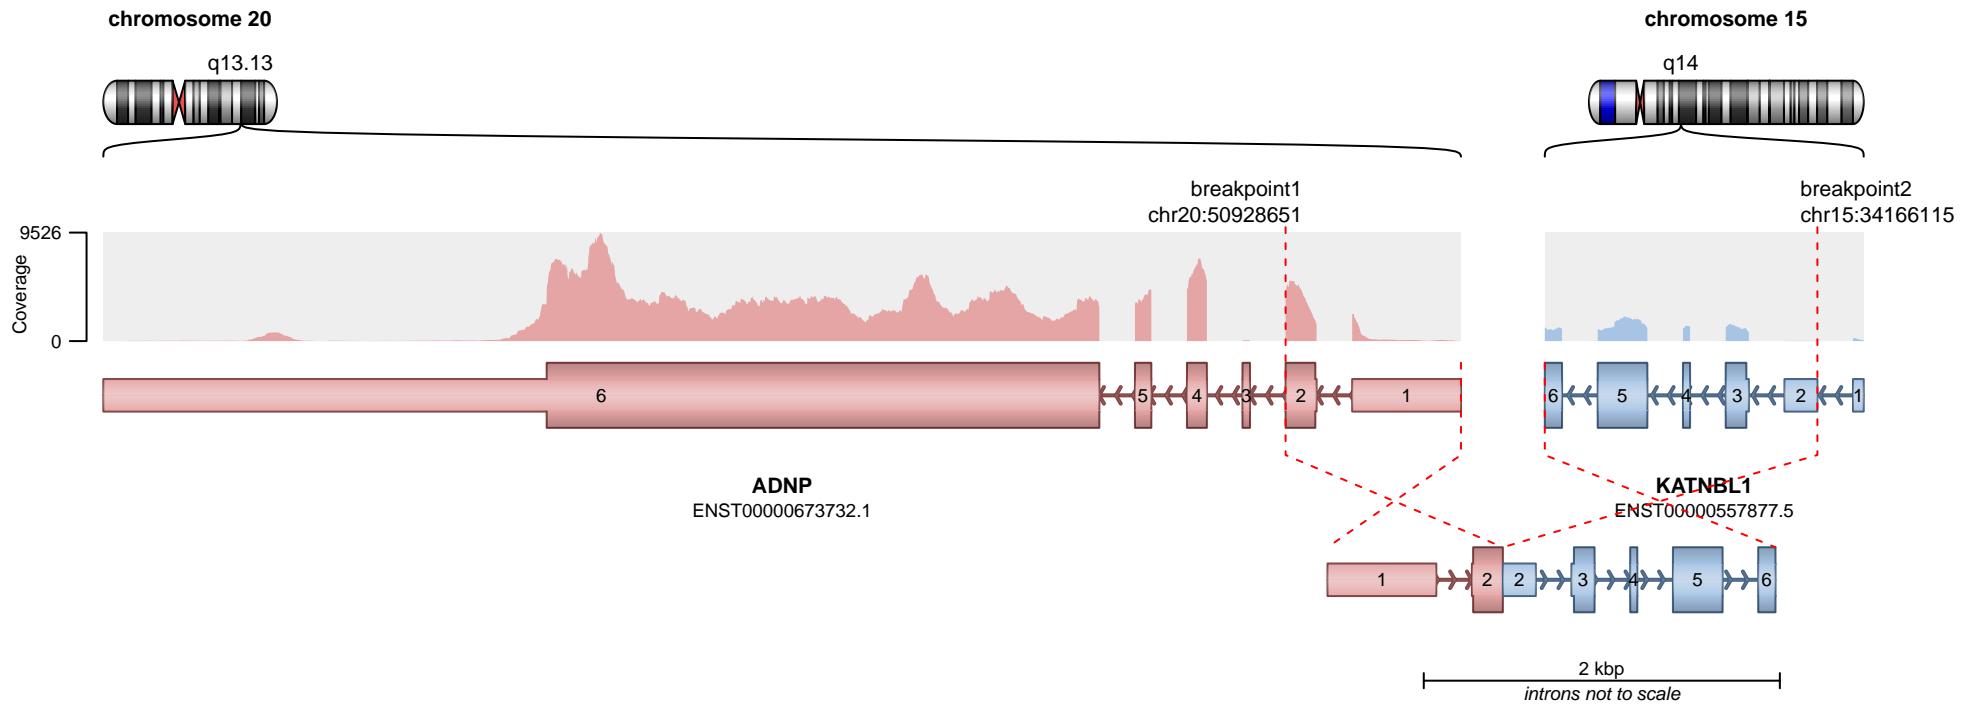 chromosome 20
chromosome 15
q13.13
q14
breakpoint1
chr20:50928651
breakpoint2
chr15:34166115
9526
0
Coverage
6 5 4 3 2 1
6 5 4 3 2 1
ADNP
ENST00000673732.1
KATNBL1
ENST00000557877.5
1 2 2 3 4 5 6
2 kbp
introns not to scale